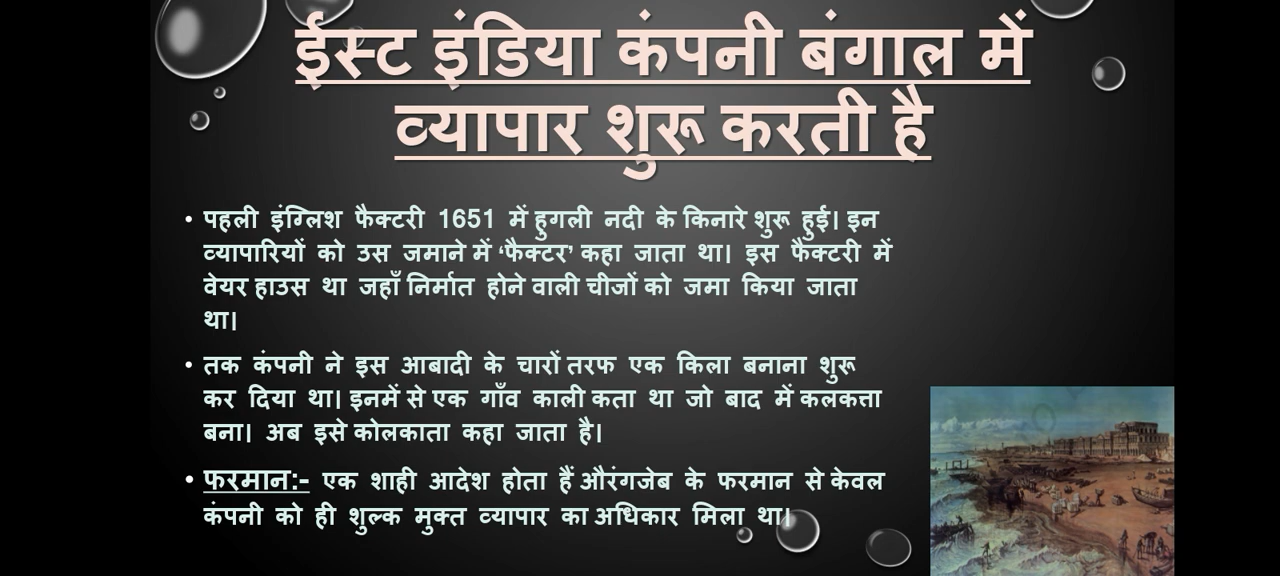 ईस्ट इंडिया कंपनी बंगाल में
व्यापार शुरू करती है
• पहली इंग्लिश फैक्टरी 1651 में हुगली नदी के किनारे शुरू हुई। इन
व्यापारियों को उस जमाने में ‘फैक्टर’ कहा जाता था। इस फैक्टरी में
वेयर हाउस था जहाँ निर्मात होने वाली चीजों को जमा किया जाता
था।
• तक कंपनी ने इस आबादी के चारों तरफ एक किला बनाना शुरू
कर दिया था। इनमें से एक गाँव काली कता था जो बाद में कलकत्ता
बना। अब इसे कोलकाता कहा जाता है।
• फरमान:- एक शाही आदेश होता हैं औरंगजेब के फरमान से केवल
कंपनी को ही शुल्क मुक्त व्यापार का अधिकार मिला था।